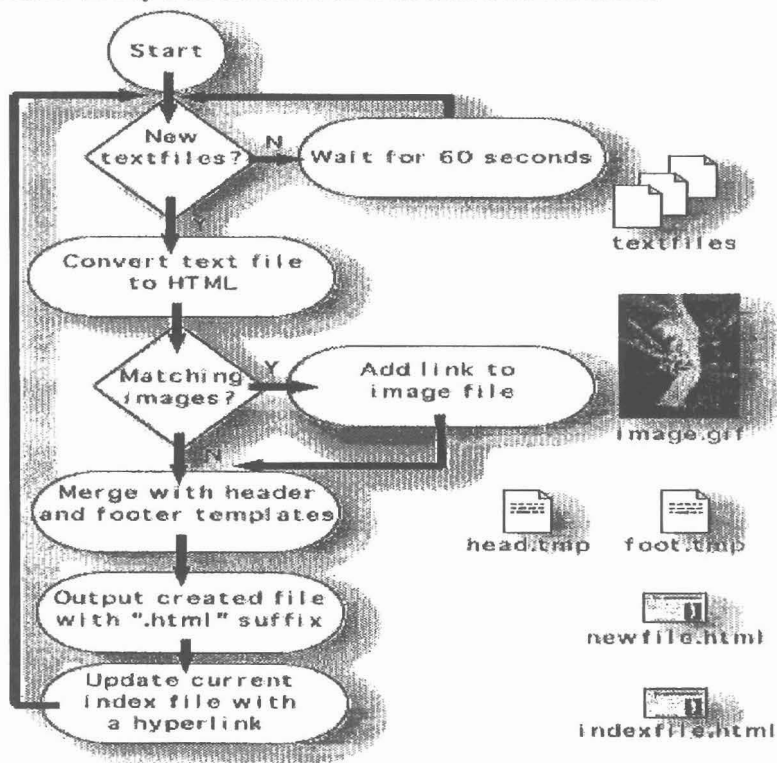 Start
New
textfiles?
N
Wait for 60 seconds
Y
textfiles
Convert text file
to HTML
Matching
images?
Y
Add link to
image file
image.gif
N
Merge with header
and footer templates
head.tmp
foot.tmp
Output created file
with ".html" suffix
newfile.html
Update current
index file with
a hyperlink
indexfile.html